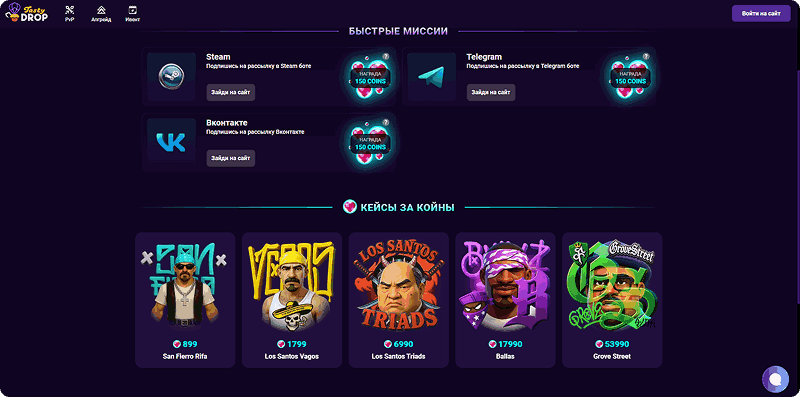 Tasty
DROP
PvP
Апгрейд
Ивент
Войти на сайт
БЫСТРЫЕ МИССИИ
Steam
Подпишись на рассылку в Steam боте
Зайди на сайт
НАГРАДА
150 COINS
?
Telegram
Подпишись на рассылку в Telegram боте
Зайди на сайт
НАГРАДА
150 COINS
?
Вконтакте
Подпишись на рассылку Вконтакте
Зайди на сайт
НАГРАДА
150 COINS
?
КЕЙСЫ ЗА КОЙНЫ
SAN
899
San Fierro Rifa
VAGOS
1799
Los Santos Vagos
LOS SANTOS
TRIADS
6990
Los Santos Triads
17990
Ballas
GroveStreet
53990
Grove Street